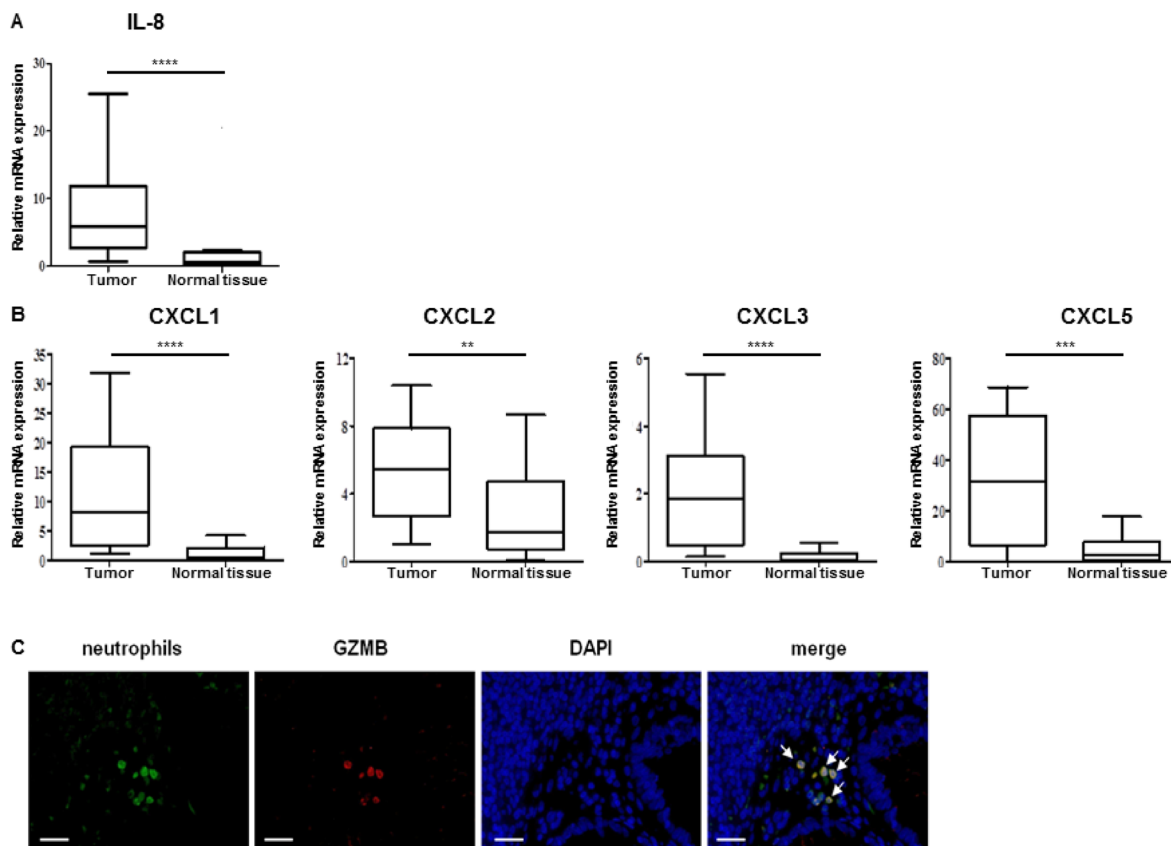 A
IL-8
Relative mRNA expression
30
20
10
0
****
Tumor
Normal tissue
B
CXCL1
Relative mRNA expression
35
30
25
20
15
10
5
0
****
Tumor
Normal tissue
CXCL2
Relative mRNA expression
12
8
4
0
**
Tumor
Normal tissue
CXCL3
Relative mRNA expression
6
4
2
0
****
Tumor
Normal tissue
CXCL5
Relative mRNA expression
80
60
40
20
0
***
Tumor
Normal tissue
C
neutrophils
GZMB
DAPI
merge